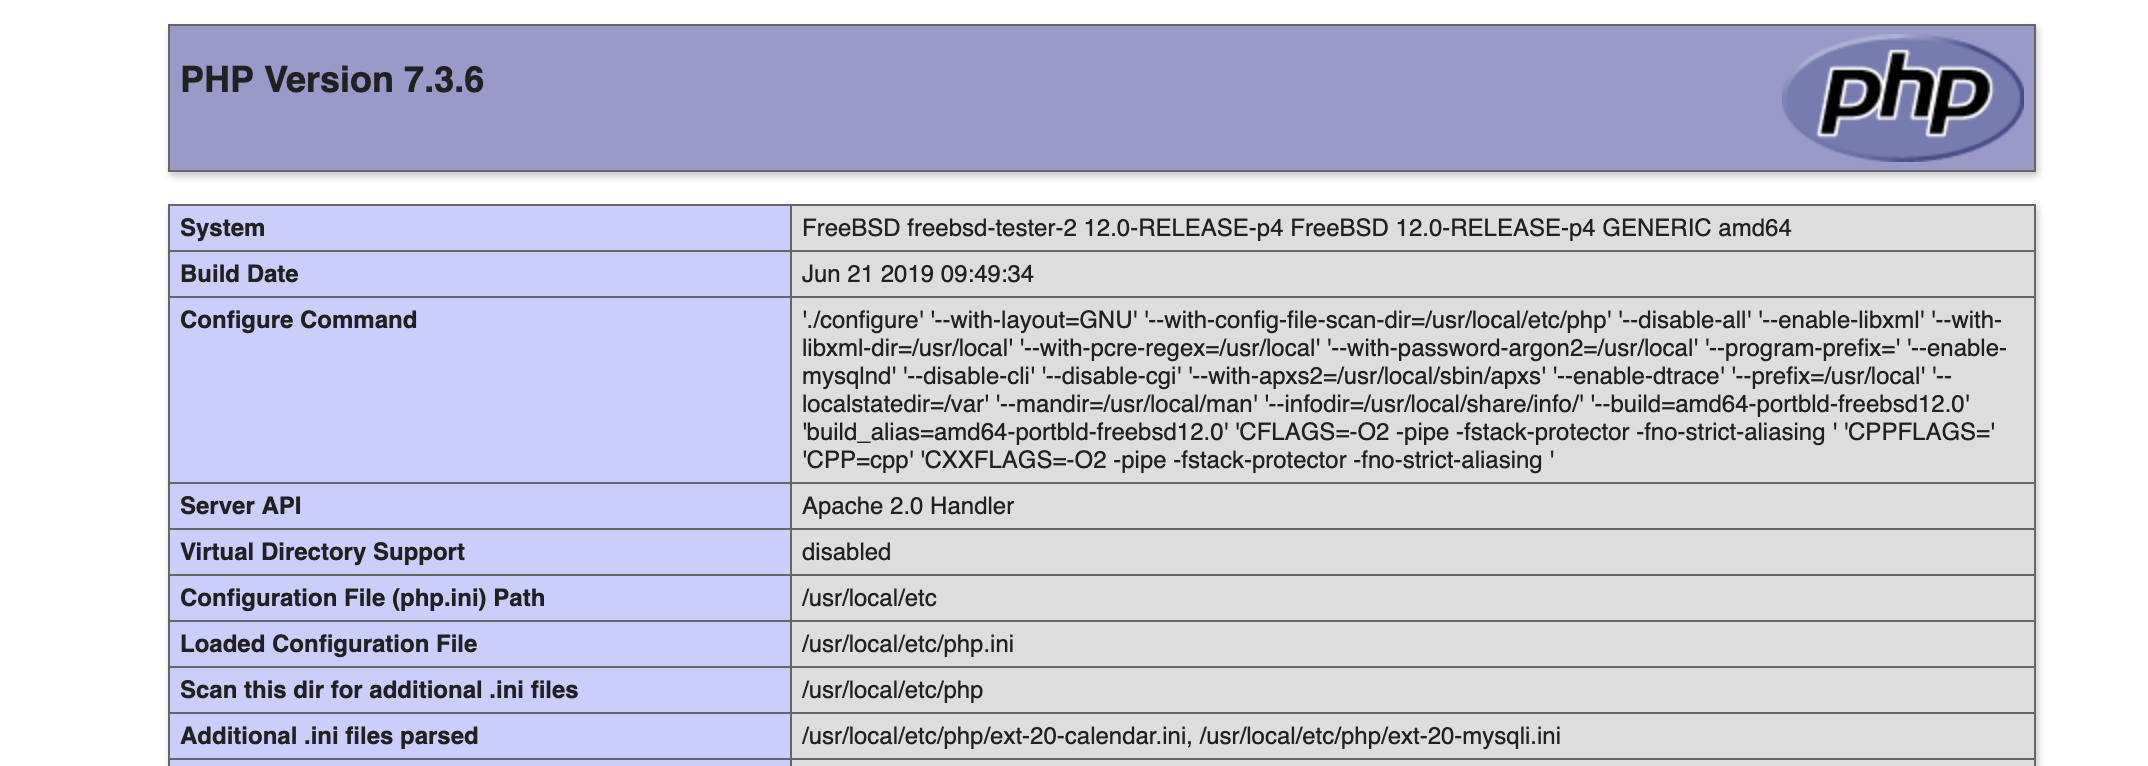 PHP Version 7.3.6
php
System FreeBSD freebsd-tester-2 12.0-RELEASE-p4 FreeBSD 12.0-RELEASE-p4 GENERIC amd64
Build Date Jun 21 2019 09:49:34
Configure Command './configure' '--with-layout=GNU' '--with-config-file-scan-dir=/usr/local/etc/php' '--disable-all' '--enable-libxml' '--with-
libxml-dir=/usr/local' '--with-pcre-regex=/usr/local' '--with-password-argon2=/usr/local' '--program-prefix=' '--enable-
mysqlnd' '--disable-cli' '--disable-cgi' '--with-apxs2=/usr/local/sbin/apxs' '--enable-dtrace' '--prefix=/usr/local' '--
localstatedir=/var' '--mandir=/usr/local/man' '--infodir=/usr/local/share/info/' '--build=amd64-portbld-freebsd12.0'
'build_alias=amd64-portbld-freebsd12.0' 'CFLAGS=-O2 -pipe -fstack-protector -fno-strict-aliasing ' 'CPPFLAGS='
'CPP=cpp' 'CXXFLAGS=-O2 -pipe -fstack-protector -fno-strict-aliasing '
Server API Apache 2.0 Handler
Virtual Directory Support disabled
Configuration File (php.ini) Path /usr/local/etc
Loaded Configuration File /usr/local/etc/php.ini
Scan this dir for additional .ini files /usr/local/etc/php
Additional .ini files parsed /usr/local/etc/php/ext-20-calendar.ini, /usr/local/etc/php/ext-20-mysqli.ini